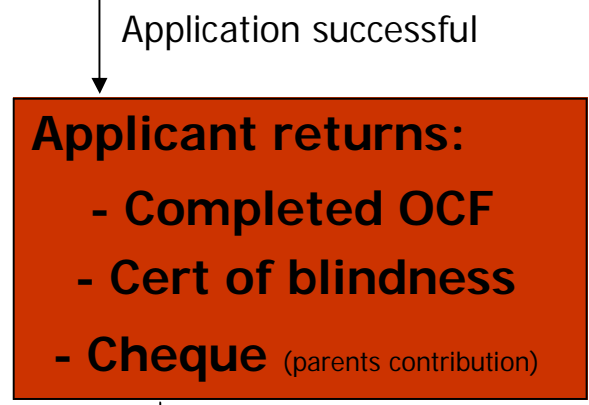 Application successful
Applicant returns:
- Completed OCF
- Cert of blindness
- Cheque (parents contribution)